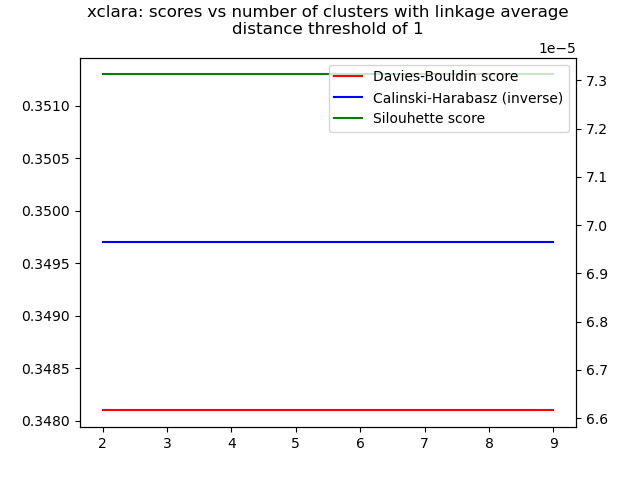 xclara: scores vs number of clusters with linkage average
distance threshold of 1
1e−5
Davies-Bouldin score
Calinski-Harabasz (inverse)
Silouhette score
0.3510
0.3505
0.3500
0.3495
0.3490
0.3485
0.3480
7.3
7.2
7.1
7.0
6.9
6.8
6.7
6.6
2 3 4 5 6 7 8 9